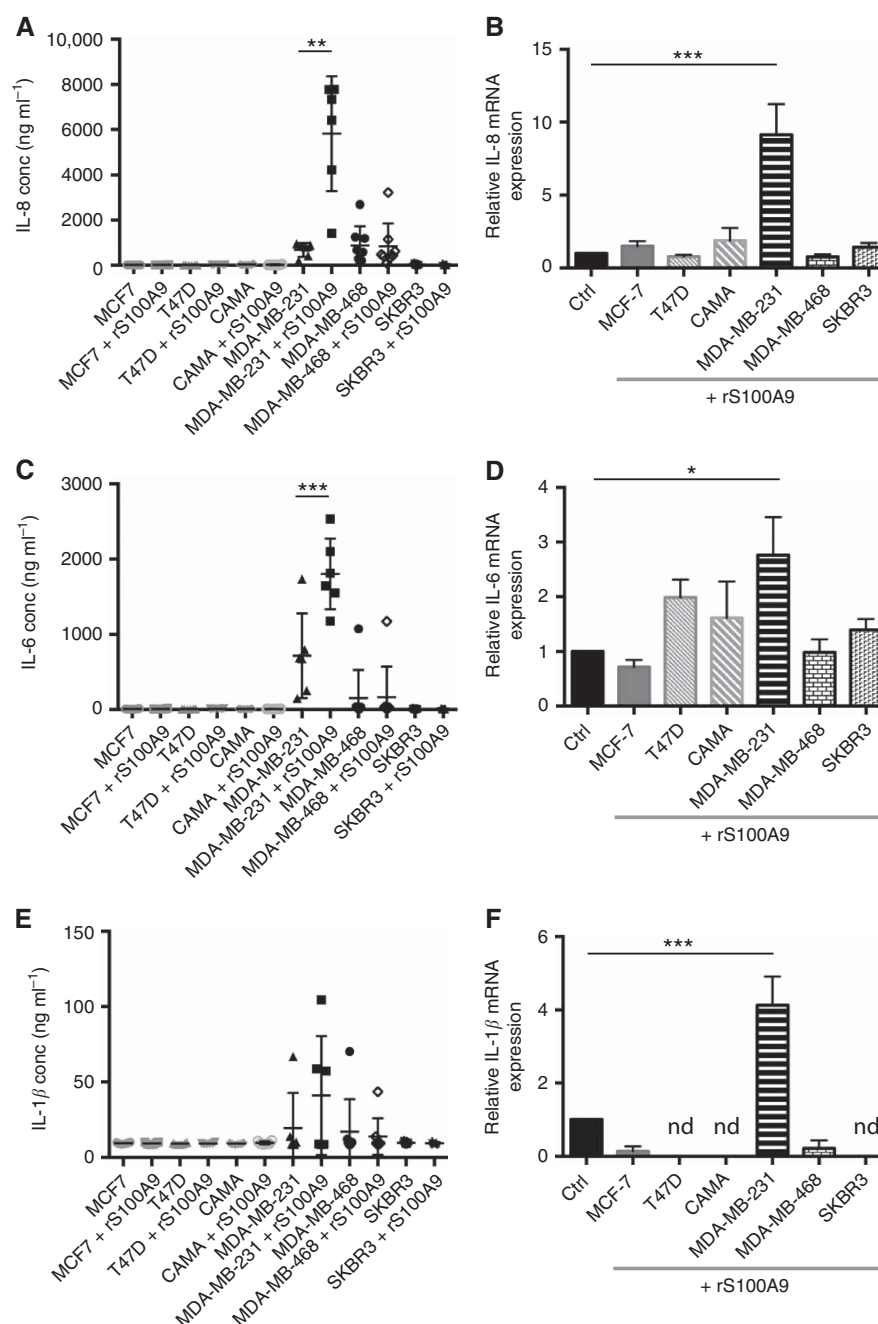 A
IL-8 conc (ng ml⁻¹)
10,000
8000
6000
4000
2000
0
**
MCF7
MCF7 + rS100A9
T47D
T47D + rS100A9
CAMA
CAMA + rS100A9
MDA-MB-231
MDA-MB-231 + rS100A9
MDA-MB-468
MDA-MB-468 + rS100A9
SKBR3
SKBR3 + rS100A9
B
Relative IL-8 mRNA
expression
15
10
5
0
***
Ctrl
MCF-7
T47D
CAMA
MDA-MB-231
MDA-MB-468
SKBR3
+ rS100A9
C
IL-6 conc (ng ml⁻¹)
3000
2000
1000
0
***
MCF7
MCF7 + rS100A9
T47D
T47D + rS100A9
CAMA
CAMA + rS100A9
MDA-MB-231
MDA-MB-231 + rS100A9
MDA-MB-468
MDA-MB-468 + rS100A9
SKBR3
SKBR3 + rS100A9
D
Relative IL-6 mRNA
expression
4
3
2
1
0
*
Ctrl
MCF-7
T47D
CAMA
MDA-MB-231
MDA-MB-468
SKBR3
+ rS100A9
E
IL-1β conc (ng ml⁻¹)
150
100
50
0
MCF7
MCF7 + rS100A9
T47D
T47D + rS100A9
CAMA
CAMA + rS100A9
MDA-MB-231
MDA-MB-231 + rS100A9
MDA-MB-468
MDA-MB-468 + rS100A9
SKBR3
SKBR3 + rS100A9
F
Relative IL-1β mRNA
expression
6
4
2
0
***
nd
nd
nd
Ctrl
MCF-7
T47D
CAMA
MDA-MB-231
MDA-MB-468
SKBR3
+ rS100A9